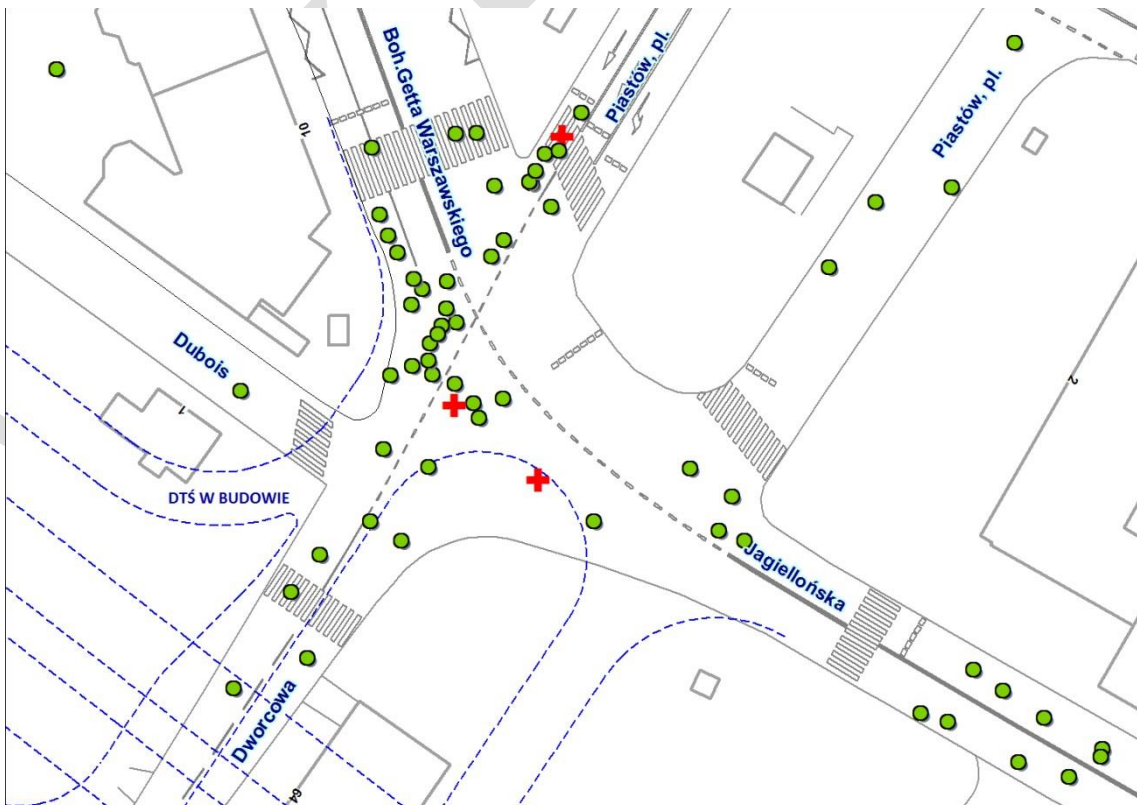 Boh.Getta Warszawskiego
Piastów, pl.
Piastów, pl.
10
Dubois
1
2
DTŚ W BUDOWIE
Jagiellońska
Dworcowa
64